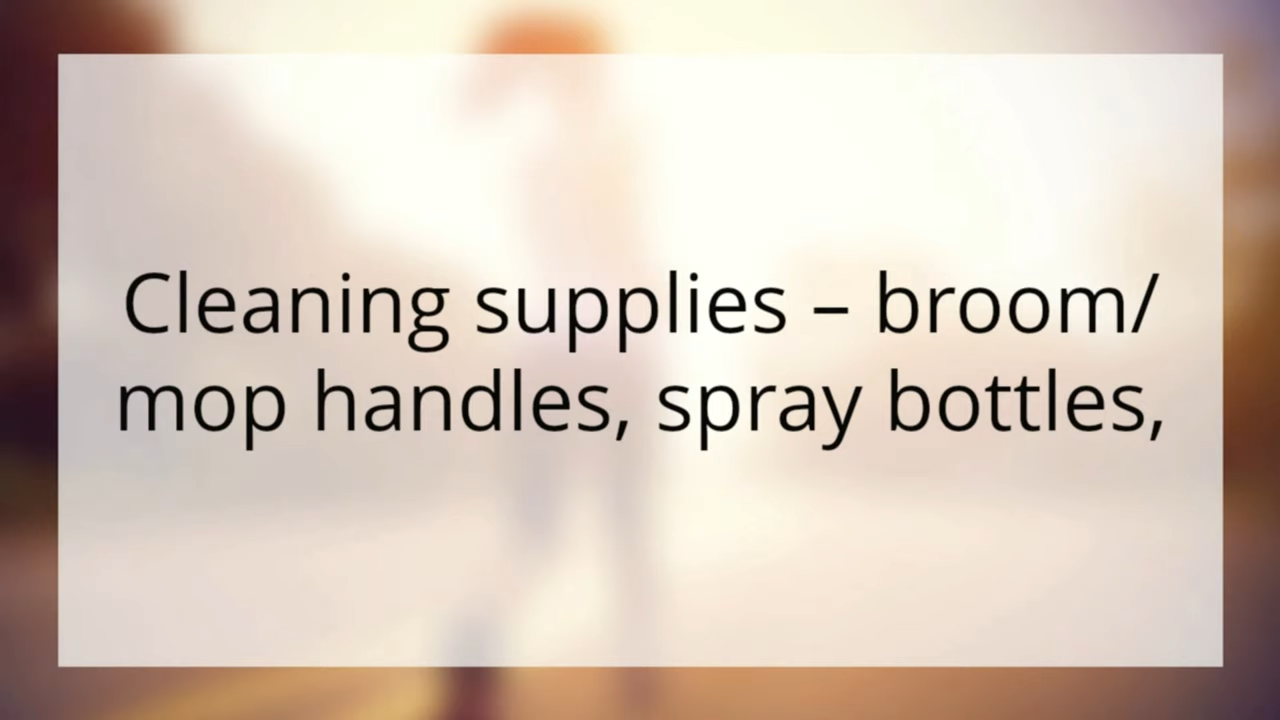 Cleaning supplies – broom/
mop handles, spray bottles,